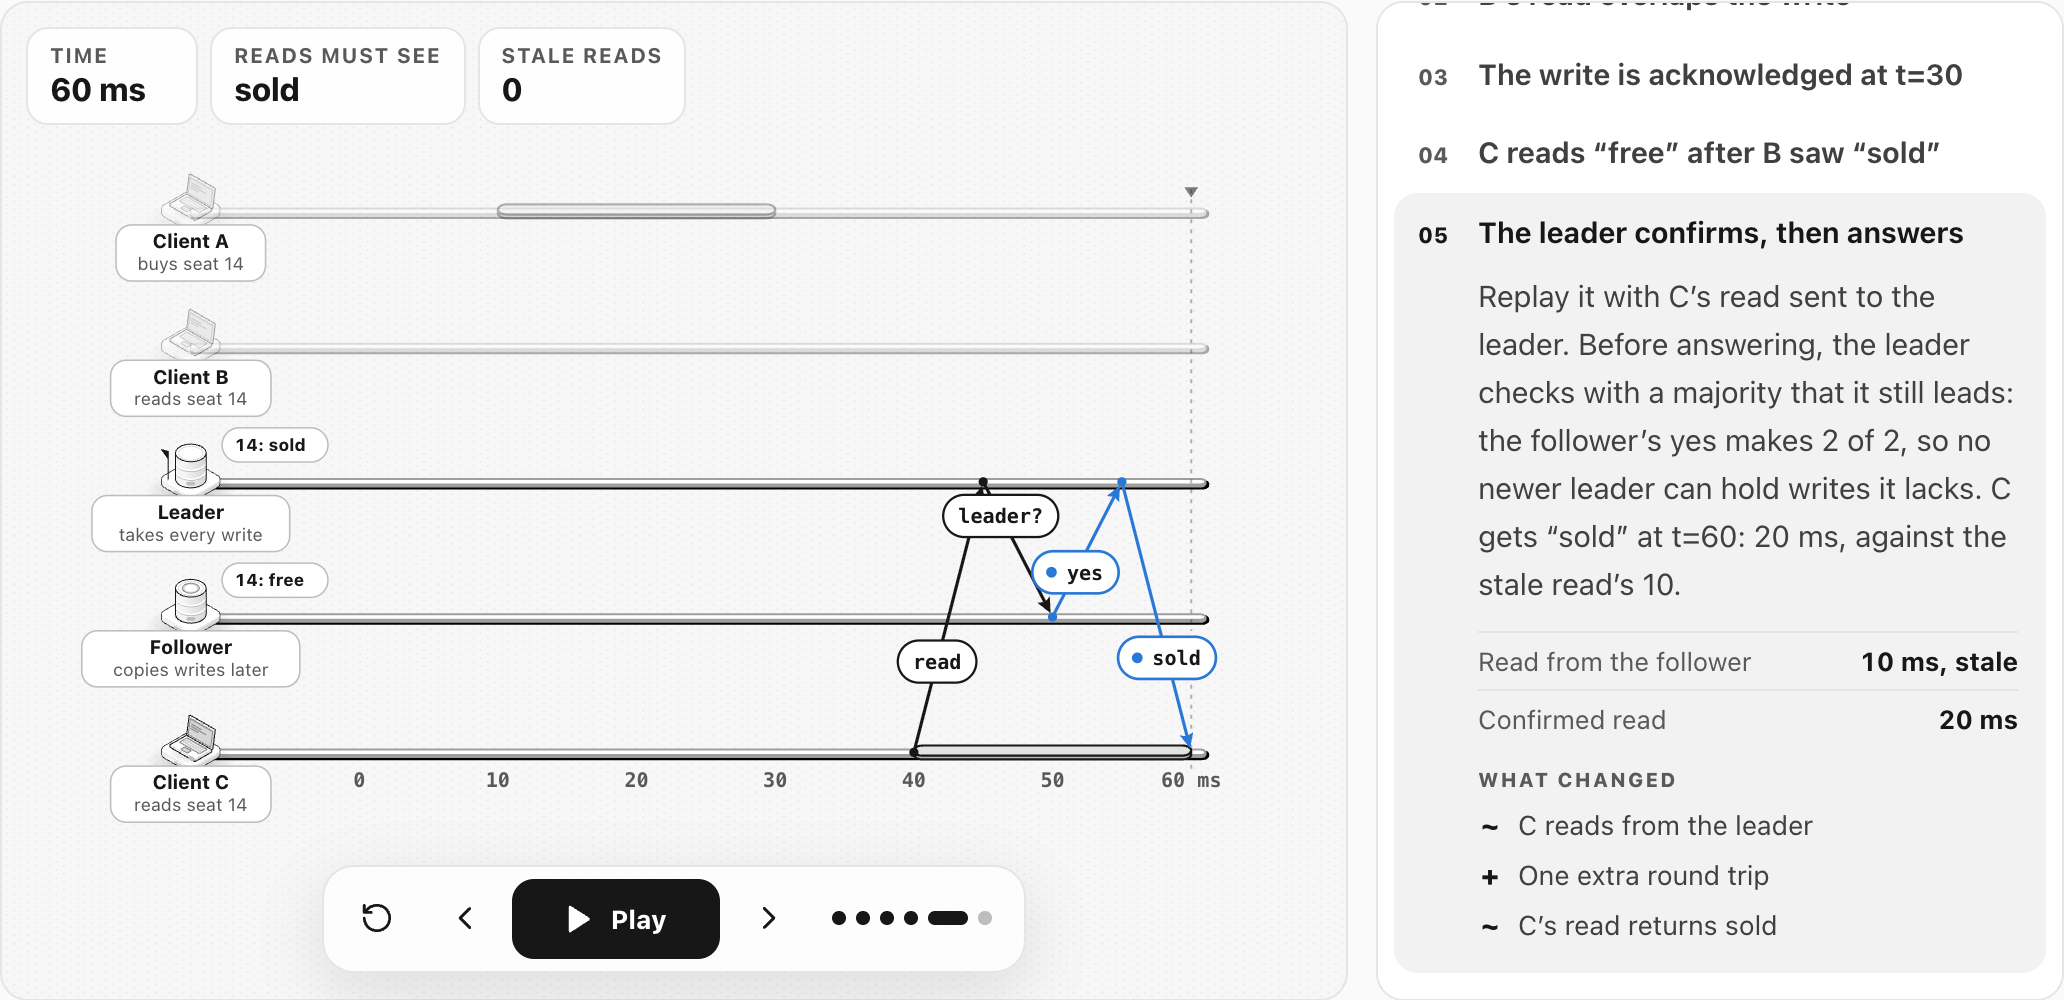 TIME
60 ms
READS MUST SEE
sold
STALE READS
0
Client A
buys seat 14
Client B
reads seat 14
14: sold
Leader
takes every write
14: free
Follower
copies writes later
Client C
reads seat 14
leader?
yes
read
sold
0 10 20 30 40 50 60 ms
Play
03 The write is acknowledged at t=30
04 C reads “free” after B saw “sold”
05 The leader confirms, then answers
Replay it with C’s read sent to the
leader. Before answering, the leader
checks with a majority that it still leads:
the follower’s yes makes 2 of 2, so no
newer leader can hold writes it lacks. C
gets “sold” at t=60: 20 ms, against the
stale read’s 10.
Read from the follower 10 ms, stale
Confirmed read 20 ms
WHAT CHANGED
~ C reads from the leader
+ One extra round trip
~ C’s read returns sold